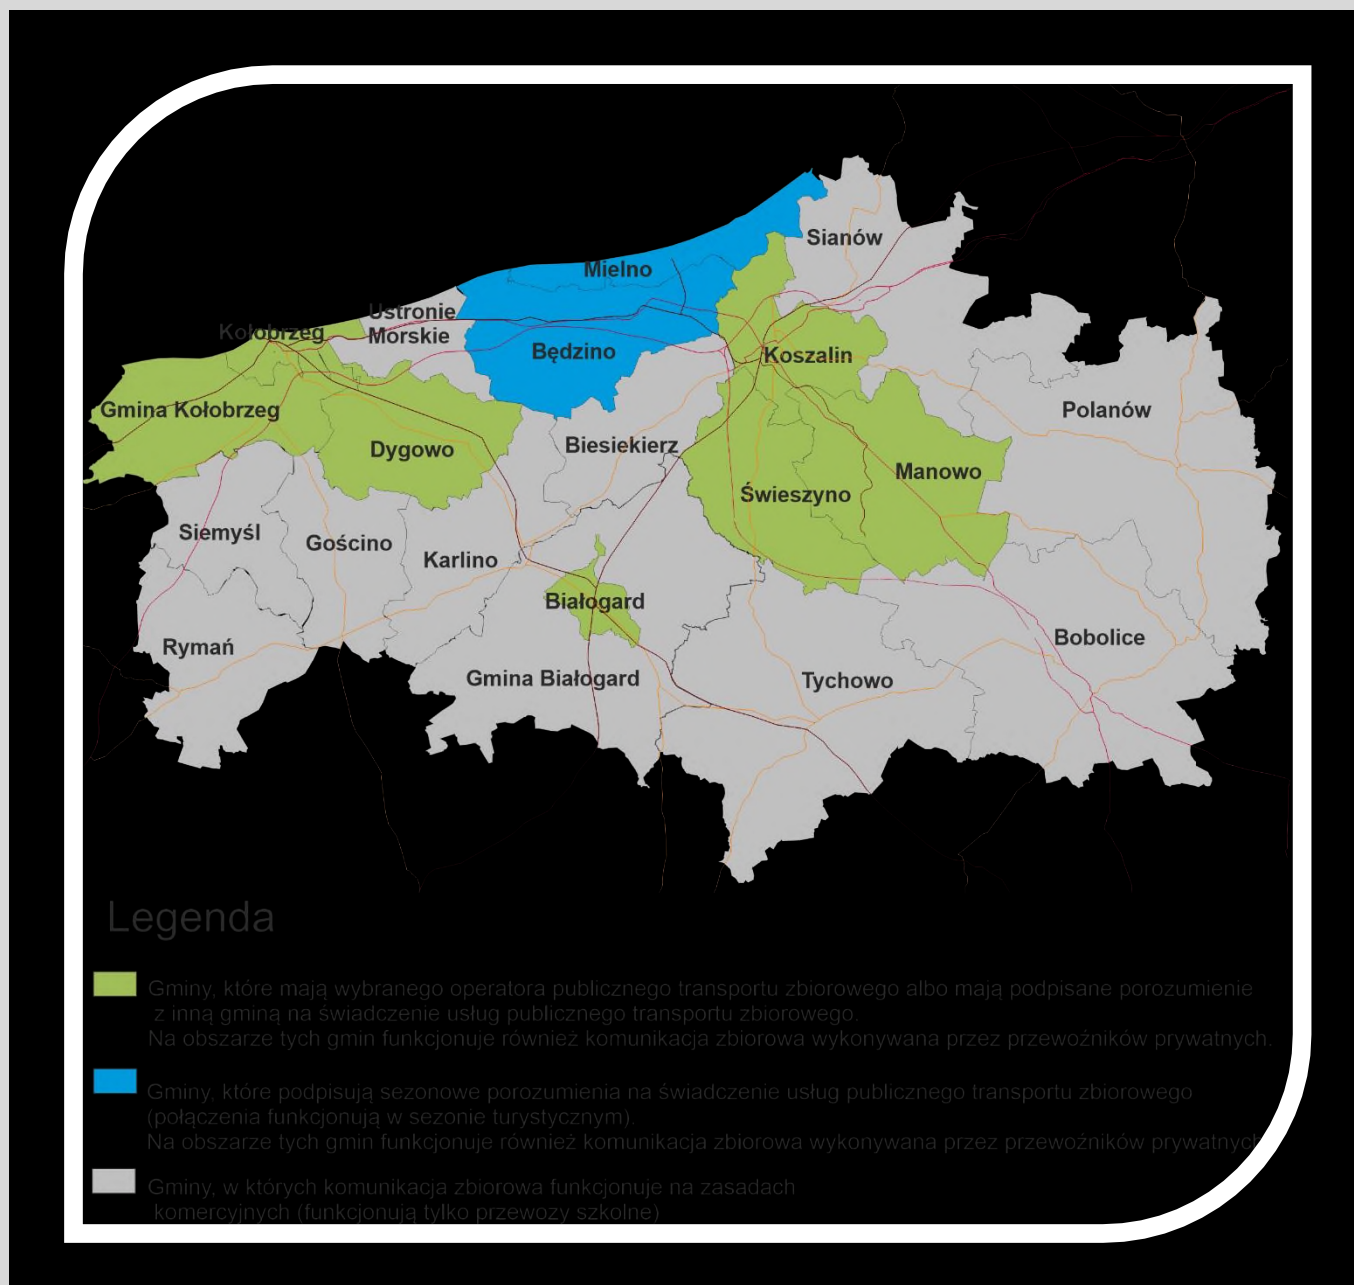 Sianów
Mielno
Ustronie
Morskie
Kołobrzeg
Będzino
Koszalin
Gmina Kołobrzeg
Polanów
Dygowo
Biesiekierz
Manowo
Świeszyno
Siemyśl
Gościno
Karlino
Białogard
Rymań
Bobolice
Gmina Białogard
Tychowo
Legenda
Gminy, które mają wybranego operatora publicznego transportu zbiorowego albo mają podpisane porozumienie
z inną gminą na świadczenie usług publicznego transportu zbiorowego.
Na obszarze tych gmin funkcjonuje również komunikacja zbiorowa wykonywana przez przewoźników prywatnych.
Gminy, które podpisują sezonowe porozumienia na świadczenie usług publicznego transportu zbiorowego
(połączenia funkcjonują w sezonie turystycznym).
Na obszarze tych gmin funkcjonuje również komunikacja zbiorowa wykonywana przez przewoźników prywatnych
Gminy, w których komunikacja zbiorowa funkcjonuje na zasadach
komercyjnych (funkcjonują tylko przewozy szkolne)